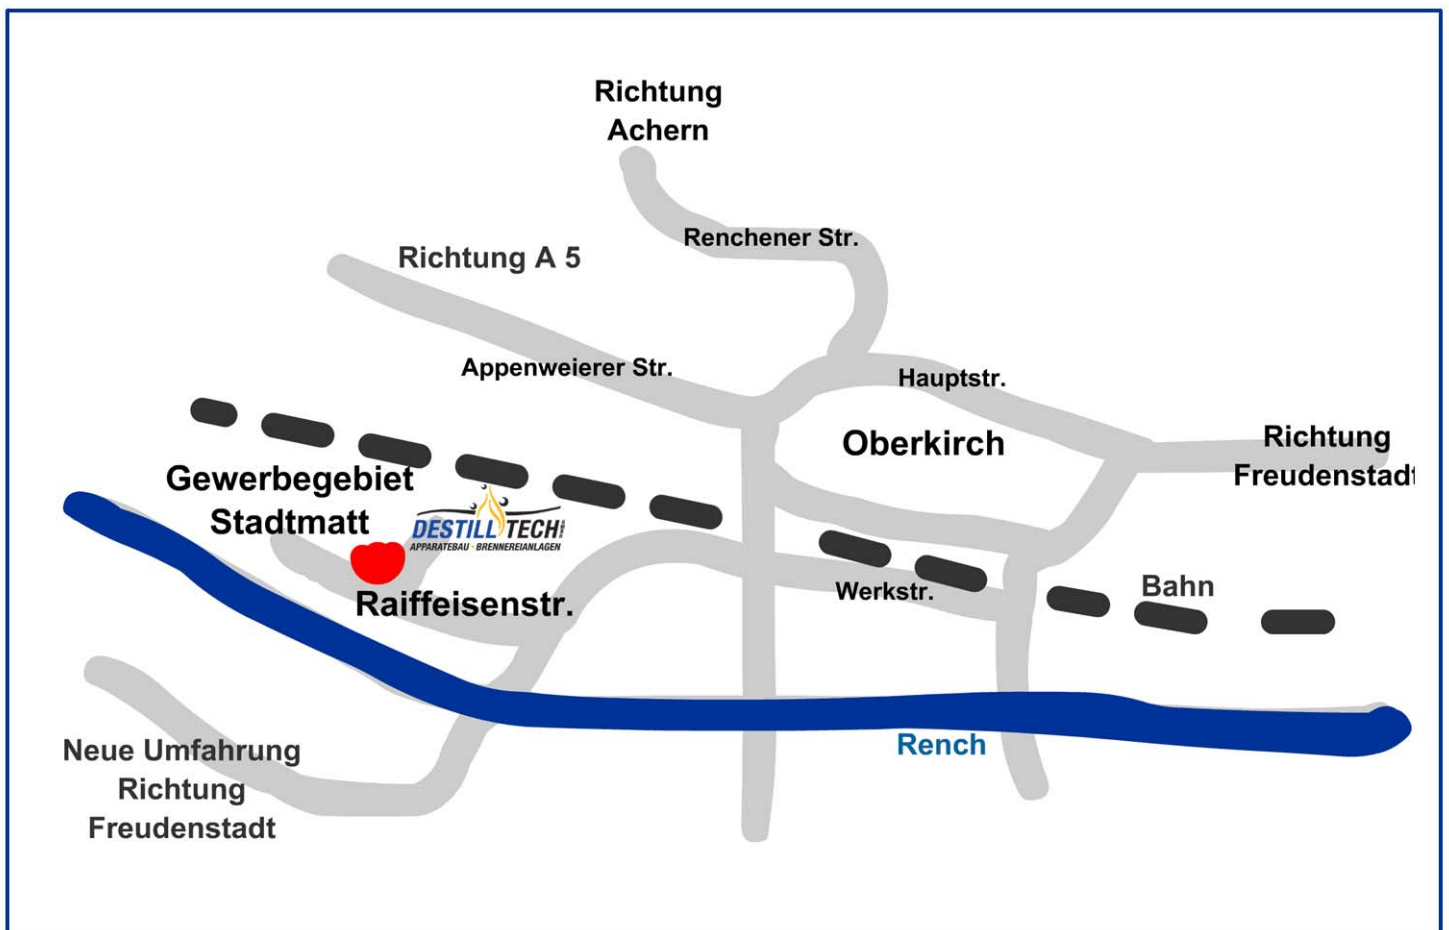 Richtung
Achern
Renchener Str.
Richtung A 5
Appenweierer Str.
Hauptstr.
Oberkirch
Richtung
Freudenstadt
Gewerbegebiet
Stadtmatt
DESTILLTECH
APPARATEBAU · BRENNEREIANLAGEN
Raiffeisenstr.
Werkstr.
Bahn
Rench
Neue Umfahrung
Richtung
Freudenstadt